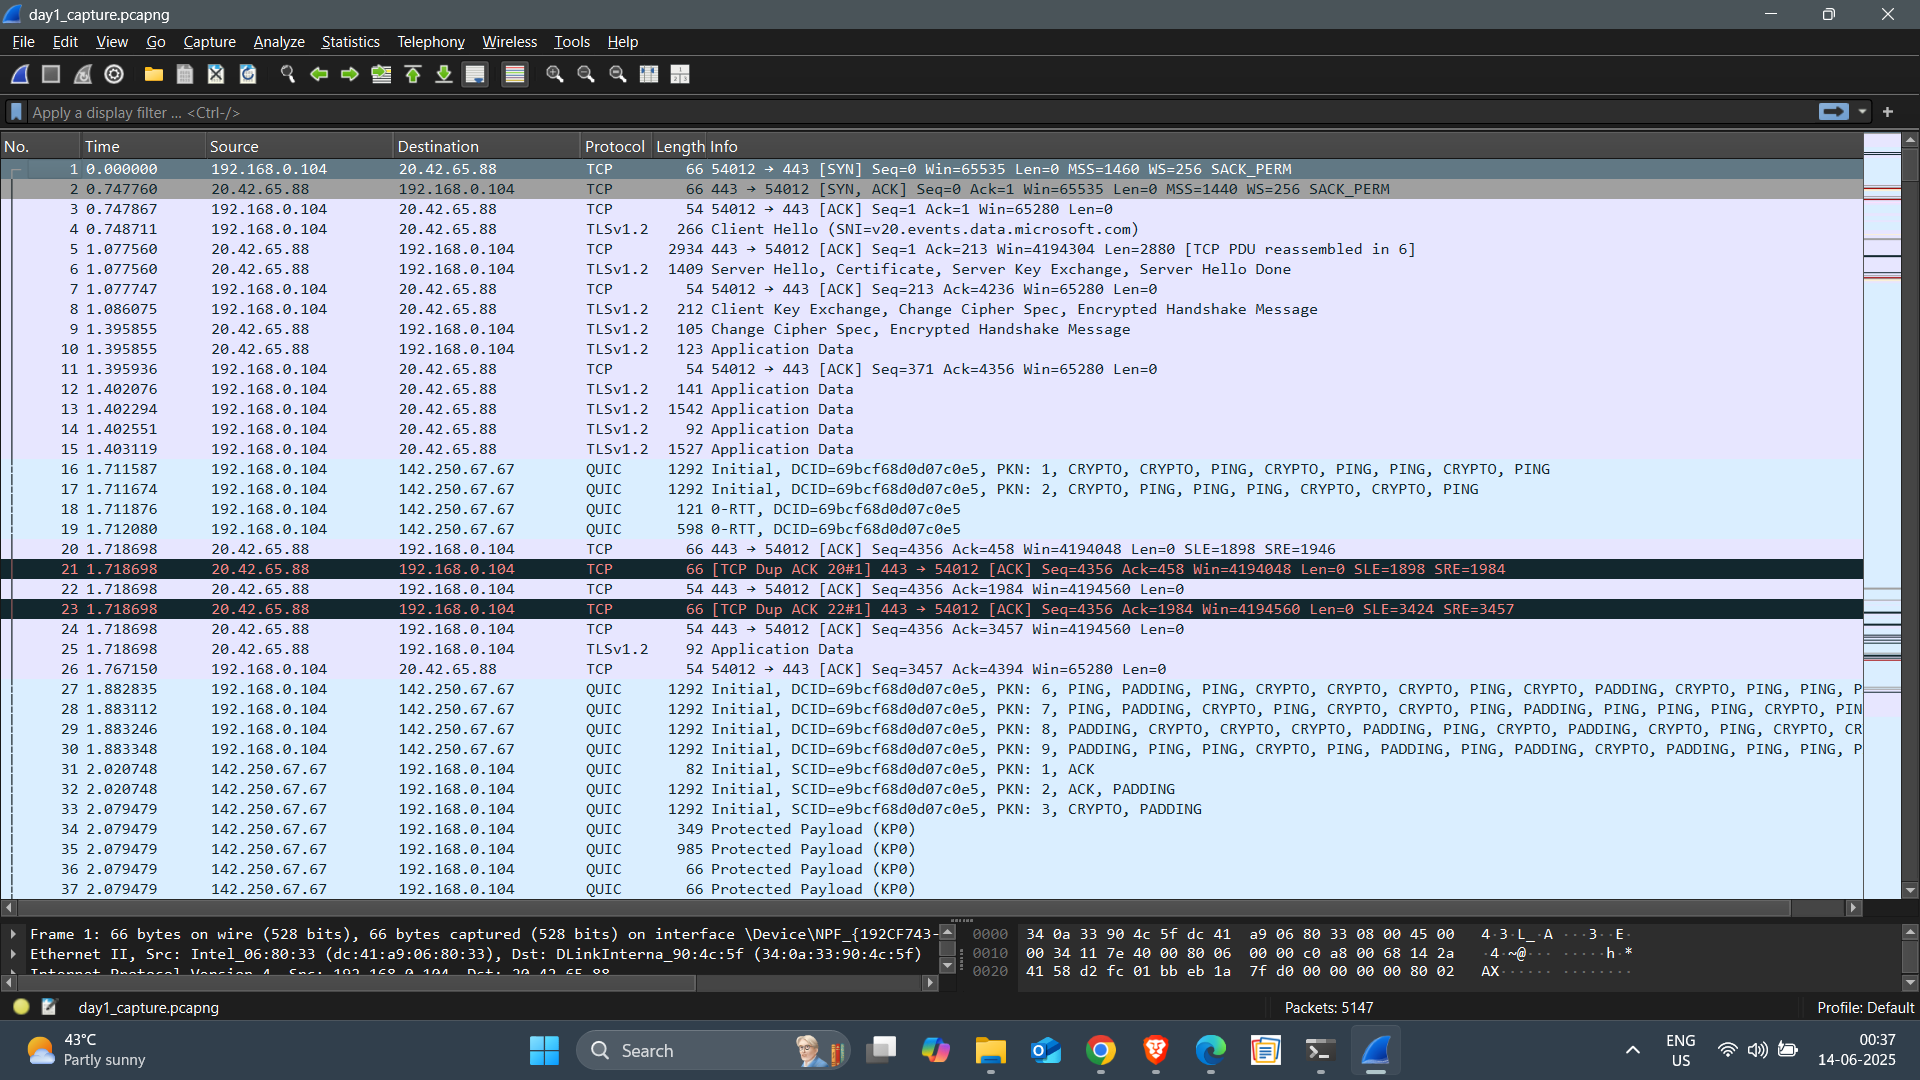 day1_capture.pcapng
File Edit View Go Capture Analyze Statistics Telephony Wireless Tools Help
Apply a display filter ... <Ctrl-/>
No. Time Source Destination Protocol Length Info
1 0.000000 192.168.0.104 20.42.65.88 TCP 66 54012 → 443 [SYN] Seq=0 Win=65535 Len=0 MSS=1460 WS=256 SACK_PERM
2 0.747760 20.42.65.88 192.168.0.104 TCP 66 443 → 54012 [SYN, ACK] Seq=0 Ack=1 Win=65535 Len=0 MSS=1440 WS=256 SACK_PERM
3 0.747867 192.168.0.104 20.42.65.88 TCP 54 54012 → 443 [ACK] Seq=1 Ack=1 Win=65280 Len=0
4 0.748711 192.168.0.104 20.42.65.88 TLSv1.2 266 Client Hello (SNI=v20.events.data.microsoft.com)
5 1.077560 20.42.65.88 192.168.0.104 TCP 2934 443 → 54012 [ACK] Seq=1 Ack=213 Win=4194304 Len=2880 [TCP PDU reassembled in 6]
6 1.077560 20.42.65.88 192.168.0.104 TLSv1.2 1409 Server Hello, Certificate, Server Key Exchange, Server Hello Done
7 1.077747 192.168.0.104 20.42.65.88 TCP 54 54012 → 443 [ACK] Seq=213 Ack=4236 Win=65280 Len=0
8 1.086075 192.168.0.104 20.42.65.88 TLSv1.2 212 Client Key Exchange, Change Cipher Spec, Encrypted Handshake Message
9 1.395855 20.42.65.88 192.168.0.104 TLSv1.2 105 Change Cipher Spec, Encrypted Handshake Message
10 1.395855 20.42.65.88 192.168.0.104 TLSv1.2 123 Application Data
11 1.395936 192.168.0.104 20.42.65.88 TCP 54 54012 → 443 [ACK] Seq=371 Ack=4356 Win=65280 Len=0
12 1.402076 192.168.0.104 20.42.65.88 TLSv1.2 141 Application Data
13 1.402294 192.168.0.104 20.42.65.88 TLSv1.2 1542 Application Data
14 1.402551 192.168.0.104 20.42.65.88 TLSv1.2 92 Application Data
15 1.403119 192.168.0.104 20.42.65.88 TLSv1.2 1527 Application Data
16 1.711587 192.168.0.104 142.250.67.67 QUIC 1292 Initial, DCID=69bcf68d0d07c0e5, PKN: 1, CRYPTO, CRYPTO, PING, CRYPTO, PING, PING, CRYPTO, PING
17 1.711674 192.168.0.104 142.250.67.67 QUIC 1292 Initial, DCID=69bcf68d0d07c0e5, PKN: 2, CRYPTO, PING, PING, PING, CRYPTO, CRYPTO, PING
18 1.711876 192.168.0.104 142.250.67.67 QUIC 121 0-RTT, DCID=69bcf68d0d07c0e5
19 1.712080 192.168.0.104 142.250.67.67 QUIC 598 0-RTT, DCID=69bcf68d0d07c0e5
20 1.718698 20.42.65.88 192.168.0.104 TCP 66 443 → 54012 [ACK] Seq=4356 Ack=458 Win=4194048 Len=0 SLE=1898 SRE=1946
21 1.718698 20.42.65.88 192.168.0.104 TCP 66 [TCP Dup ACK 20#1] 443 → 54012 [ACK] Seq=4356 Ack=458 Win=4194048 Len=0 SLE=1898 SRE=1984
22 1.718698 20.42.65.88 192.168.0.104 TCP 54 443 → 54012 [ACK] Seq=4356 Ack=1984 Win=4194560 Len=0
23 1.718698 20.42.65.88 192.168.0.104 TCP 66 [TCP Dup ACK 22#1] 443 → 54012 [ACK] Seq=4356 Ack=1984 Win=4194560 Len=0 SLE=3424 SRE=3457
24 1.718698 20.42.65.88 192.168.0.104 TCP 54 443 → 54012 [ACK] Seq=4356 Ack=3457 Win=4194560 Len=0
25 1.718698 20.42.65.88 192.168.0.104 TLSv1.2 92 Application Data
26 1.767150 192.168.0.104 20.42.65.88 TCP 54 54012 → 443 [ACK] Seq=3457 Ack=4394 Win=65280 Len=0
27 1.882835 192.168.0.104 142.250.67.67 QUIC 1292 Initial, DCID=69bcf68d0d07c0e5, PKN: 6, PING, PADDING, PING, CRYPTO, CRYPTO, CRYPTO, PING, CRYPTO, PADDING, CRYPTO, PING, PING, P
28 1.883112 192.168.0.104 142.250.67.67 QUIC 1292 Initial, DCID=69bcf68d0d07c0e5, PKN: 7, PING, PADDING, CRYPTO, PING, CRYPTO, CRYPTO, PING, PADDING, PING, PING, PING, CRYPTO, PIN
29 1.883246 192.168.0.104 142.250.67.67 QUIC 1292 Initial, DCID=69bcf68d0d07c0e5, PKN: 8, PADDING, CRYPTO, CRYPTO, CRYPTO, PADDING, PING, CRYPTO, PADDING, CRYPTO, PING, CRYPTO, CR
30 1.883348 192.168.0.104 142.250.67.67 QUIC 1292 Initial, DCID=69bcf68d0d07c0e5, PKN: 9, PADDING, PING, PING, CRYPTO, PING, PADDING, PING, PADDING, CRYPTO, PADDING, PING, PING, P
31 2.020748 142.250.67.67 192.168.0.104 QUIC 82 Initial, SCID=e9bcf68d0d07c0e5, PKN: 1, ACK
32 2.020748 142.250.67.67 192.168.0.104 QUIC 1292 Initial, SCID=e9bcf68d0d07c0e5, PKN: 2, ACK, PADDING
33 2.079479 142.250.67.67 192.168.0.104 QUIC 1292 Initial, SCID=e9bcf68d0d07c0e5, PKN: 3, CRYPTO, PADDING
34 2.079479 142.250.67.67 192.168.0.104 QUIC 349 Protected Payload (KP0)
35 2.079479 142.250.67.67 192.168.0.104 QUIC 985 Protected Payload (KP0)
36 2.079479 142.250.67.67 192.168.0.104 QUIC 66 Protected Payload (KP0)
37 2.079479 142.250.67.67 192.168.0.104 QUIC 66 Protected Payload (KP0)
Frame 1: 66 bytes on wire (528 bits), 66 bytes captured (528 bits) on interface \Device\NPF_{192CF743-
Ethernet II, Src: Intel_06:80:33 (dc:41:a9:06:80:33), Dst: DLinkInterna_90:4c:5f (34:0a:33:90:4c:5f)
Internet Protocol Version 4, Src: 192.168.0.104, Dst: 20.42.65.88
0000 34 0a 33 90 4c 5f dc 41 a9 06 80 33 08 00 45 00 4·3·L_·A ···3··E·
0010 00 34 11 7e 40 00 80 06 00 00 c0 a8 00 68 14 2a ·4·~@··· ·····h·*
0020 41 58 d2 fc 01 bb eb 1a 7f d0 00 00 00 00 80 02 AX······ ········
day1_capture.pcapng
Packets: 5147
Profile: Default
43°C
Partly sunny
Search
ENG
US
00:37
14-06-2025